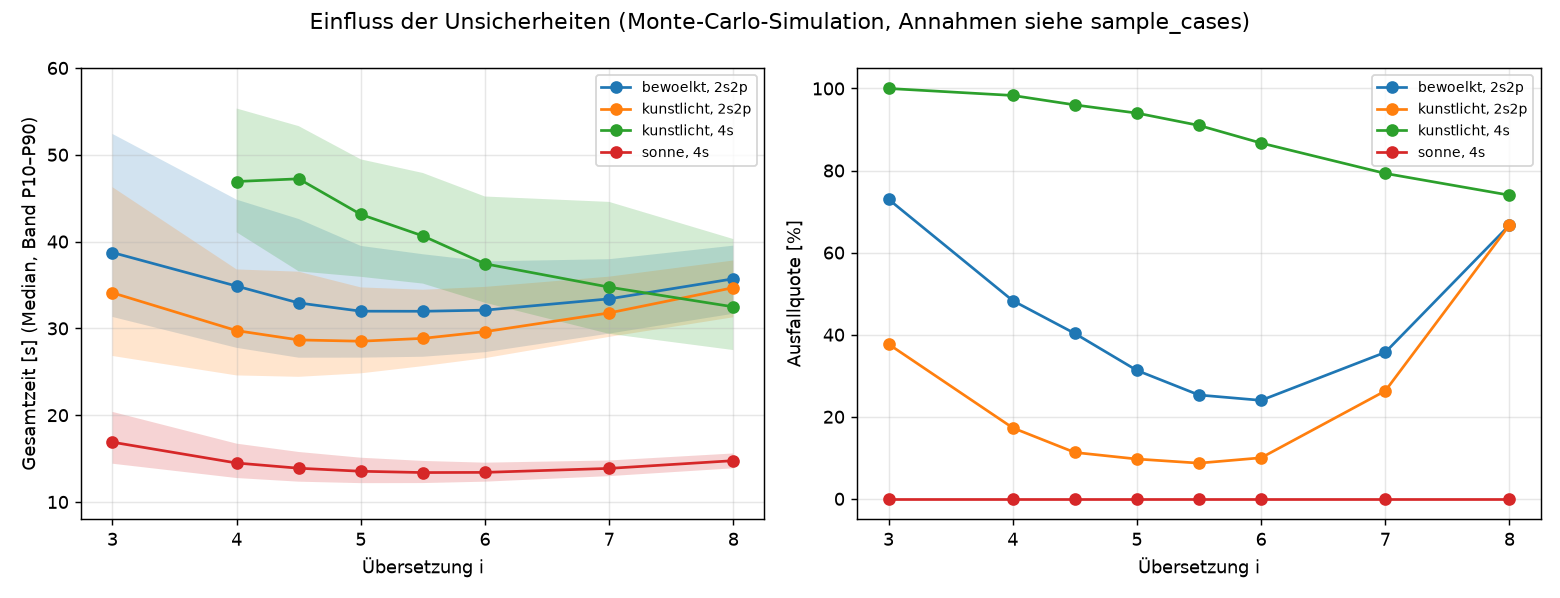 Einfluss der Unsicherheiten (Monte-Carlo-Simulation, Annahmen siehe sample_cases)
Gesamtzeit [s] (Median, Band P10–P90)
60
50
40
30
20
10
3 4 5 6 7 8
Übersetzung i
bewoelkt, 2s2p
kunstlicht, 2s2p
kunstlicht, 4s
sonne, 4s
Ausfallquote [%]
100
80
60
40
20
0
3 4 5 6 7 8
Übersetzung i
bewoelkt, 2s2p
kunstlicht, 2s2p
kunstlicht, 4s
sonne, 4s